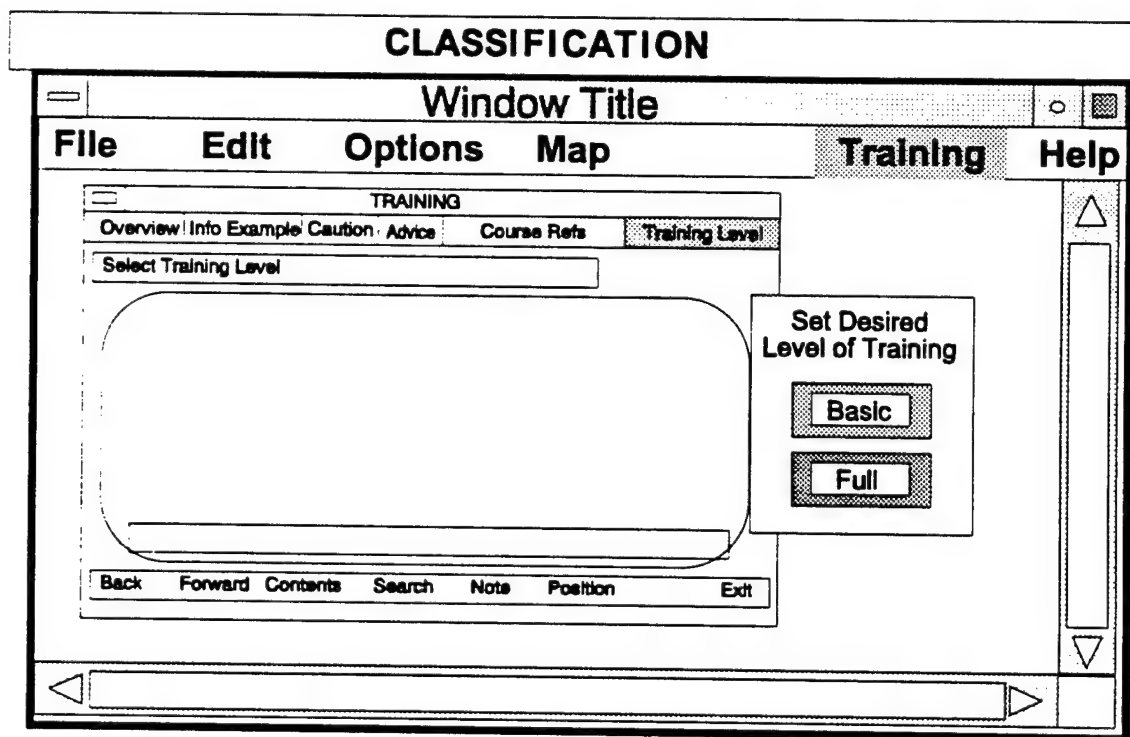 CLASSIFICATION
Window Title
File Edit Options Map Training Help
TRAINING
Overview Info Example Caution Advice Course Refs Training Level
Select Training Level
Set Desired
Level of Training
Basic
Full
Back Forward Contents Search Note Position Exit